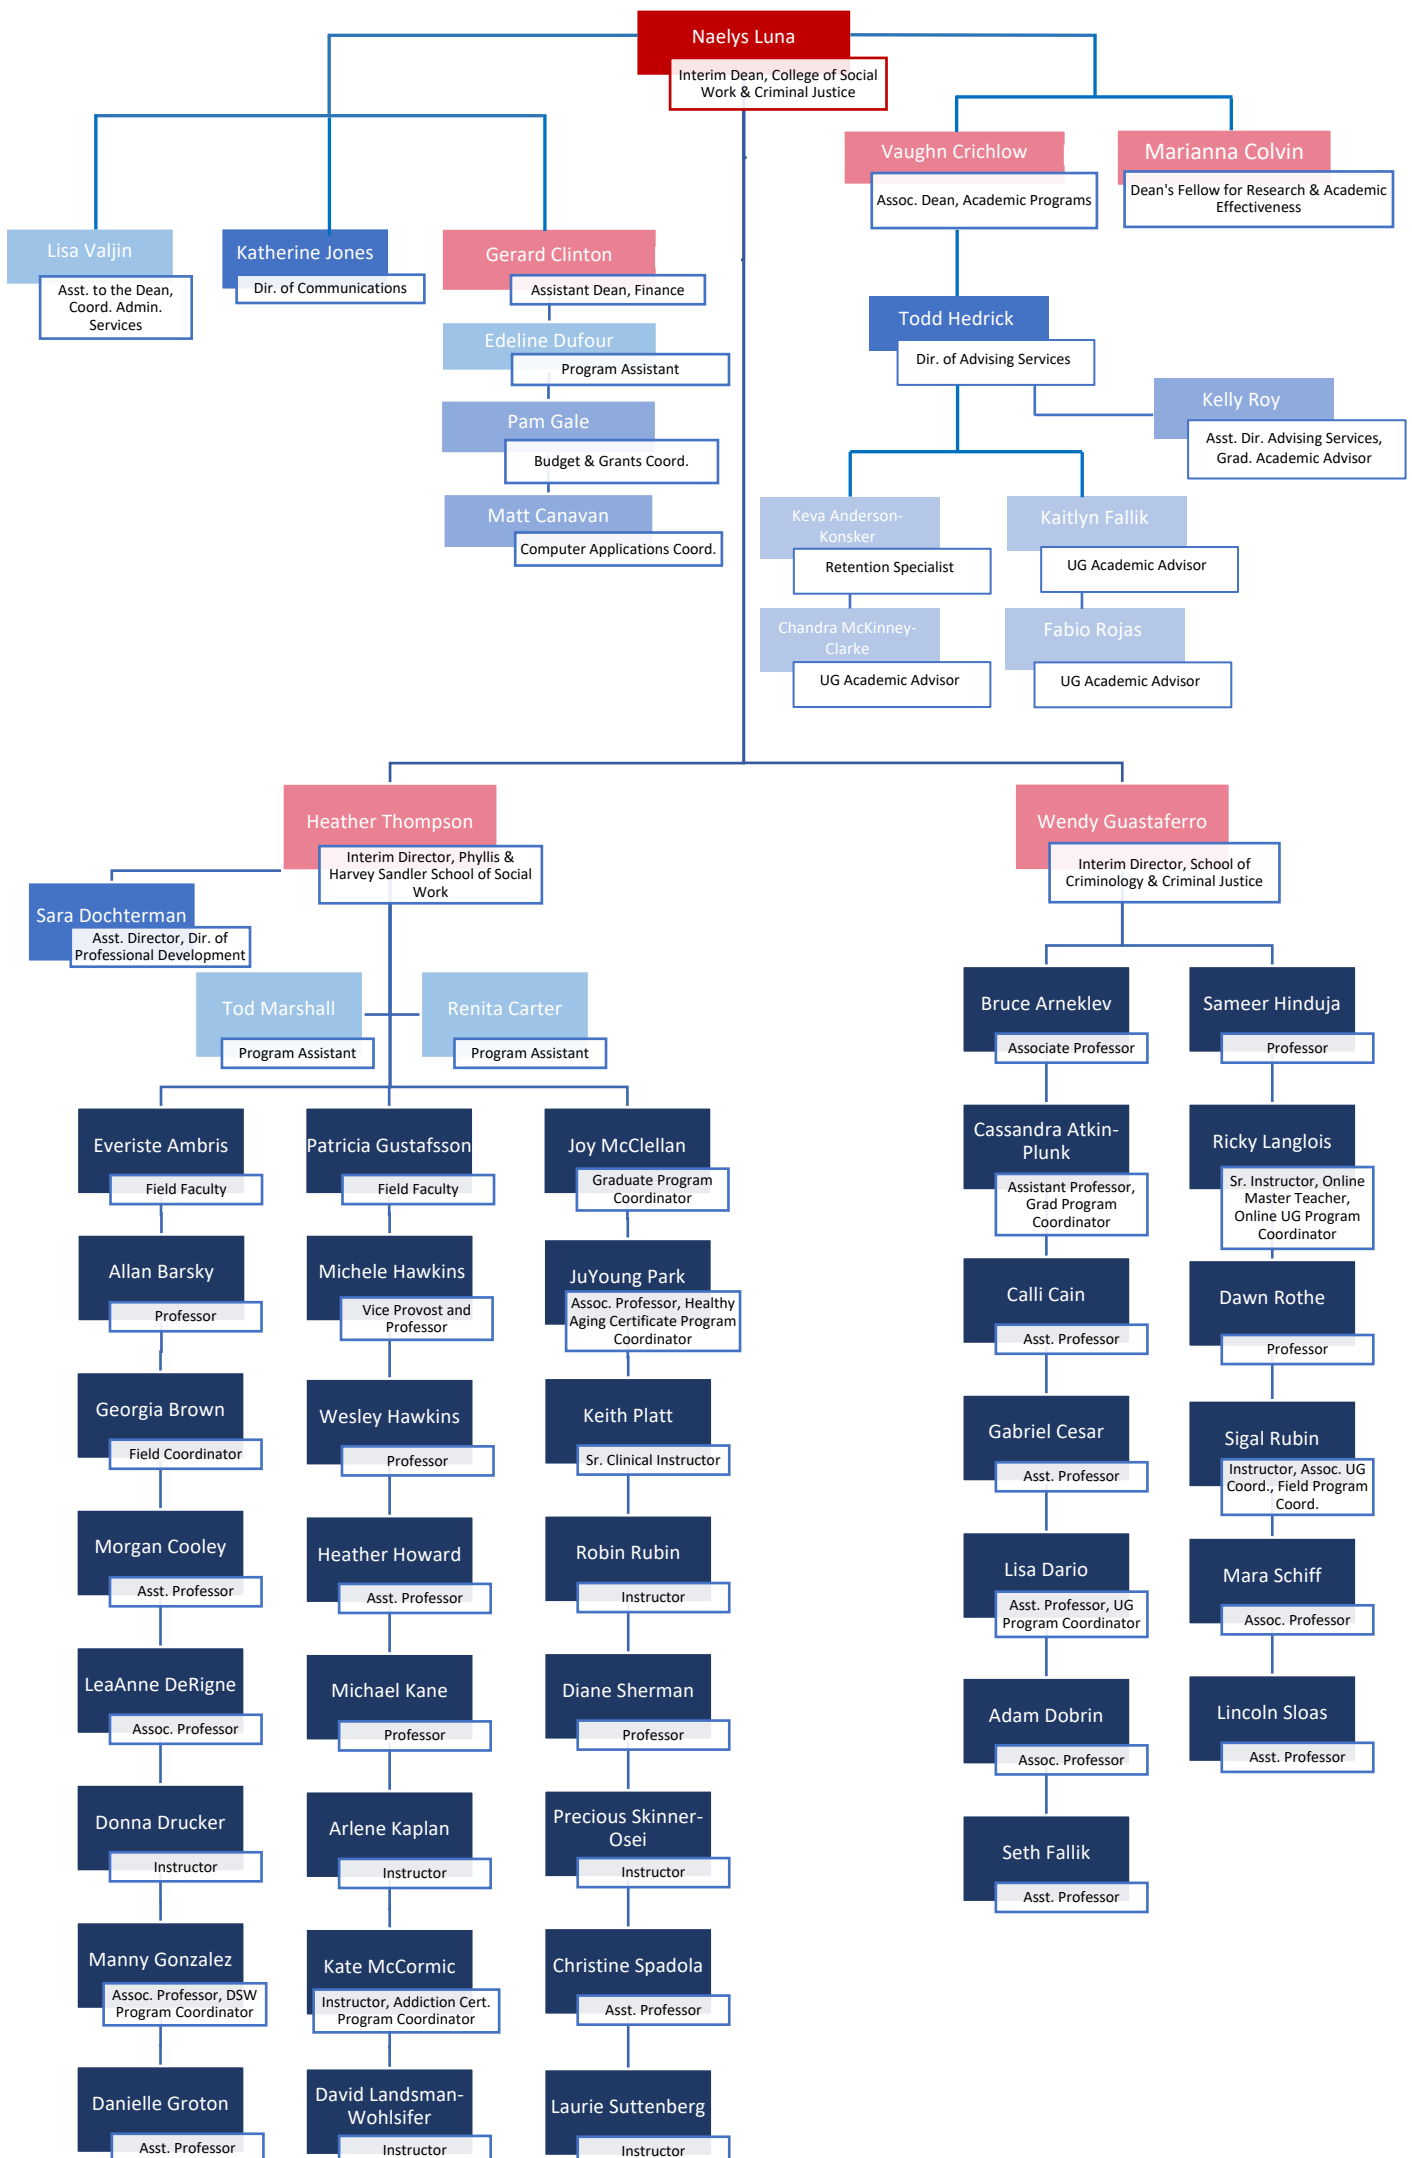 Naelys Luna
Interim Dean, College of Social
Work & Criminal Justice
Vaughn Crichlow
Assoc. Dean, Academic Programs
Marianna Colvin
Dean's Fellow for Research & Academic
Effectiveness
Lisa Valjin
Asst. to the Dean,
Coord. Admin.
Services
Katherine Jones
Dir. of Communications
Gerard Clinton
Assistant Dean, Finance
Edeline Dufour
Program Assistant
Pam Gale
Budget & Grants Coord.
Matt Canavan
Computer Applications Coord.
Todd Hedrick
Dir. of Advising Services
Kelly Roy
Asst. Dir. Advising Services,
Grad. Academic Advisor
Keva Anderson-
Konsker
Retention Specialist
Kaitlyn Fallik
UG Academic Advisor
Chandra McKinney-
Clarke
UG Academic Advisor
Fabio Rojas
UG Academic Advisor
Heather Thompson
Interim Director, Phyllis &
Harvey Sandler School of Social
Work
Sara Dochterman
Asst. Director, Dir. of
Professional Development
Tod Marshall
Program Assistant
Renita Carter
Program Assistant
Everiste Ambris
Field Faculty
Allan Barsky
Professor
Georgia Brown
Field Coordinator
Morgan Cooley
Asst. Professor
LeaAnne DeRigne
Assoc. Professor
Donna Drucker
Instructor
Manny Gonzalez
Assoc. Professor, DSW
Program Coordinator
Danielle Groton
Asst. Professor
Patricia Gustafsson
Field Faculty
Michele Hawkins
Vice Provost and
Professor
Wesley Hawkins
Professor
Heather Howard
Asst. Professor
Michael Kane
Professor
Arlene Kaplan
Instructor
Kate McCormic
Instructor, Addiction Cert.
Program Coordinator
David Landsman-
Wohlsifer
Instructor
Joy McClellan
Graduate Program
Coordinator
JuYoung Park
Assoc. Professor, Healthy
Aging Certificate Program
Coordinator
Keith Platt
Sr. Clinical Instructor
Robin Rubin
Instructor
Diane Sherman
Professor
Precious Skinner-
Osei
Instructor
Christine Spadola
Asst. Professor
Laurie Suttenberg
Instructor
Wendy Guastaferro
Interim Director, School of
Criminology & Criminal Justice
Bruce Arneklev
Associate Professor
Cassandra Atkin-
Plunk
Assistant Professor,
Grad Program
Coordinator
Calli Cain
Asst. Professor
Gabriel Cesar
Asst. Professor
Lisa Dario
Asst. Professor, UG
Program Coordinator
Adam Dobrin
Assoc. Professor
Seth Fallik
Asst. Professor
Sameer Hinduja
Professor
Ricky Langlois
Sr. Instructor, Online
Master Teacher,
Online UG Program
Coordinator
Dawn Rothe
Professor
Sigal Rubin
Instructor, Assoc. UG
Coord., Field Program
Coord.
Mara Schiff
Assoc. Professor
Lincoln Sloas
Asst. Professor